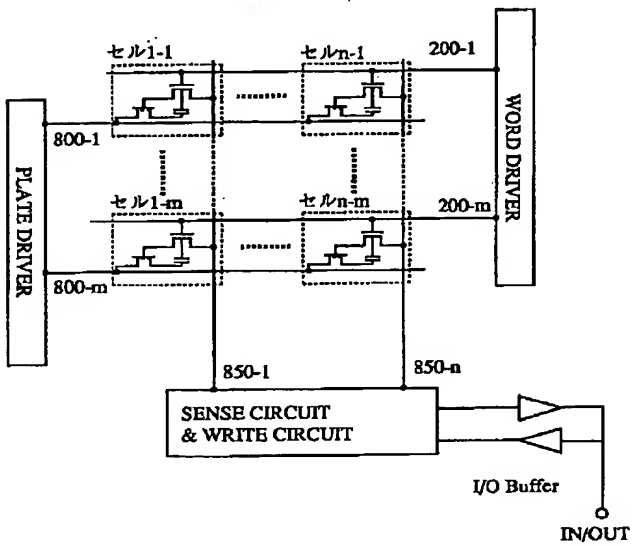 セル1-1
セルn-1
200-1
800-1
PLATE DRIVER
WORD DRIVER
セル1-m
セルn-m
200-m
800-m
850-1
850-n
SENSE CIRCUIT
& WRITE CIRCUIT
I/O Buffer
IN/OUT